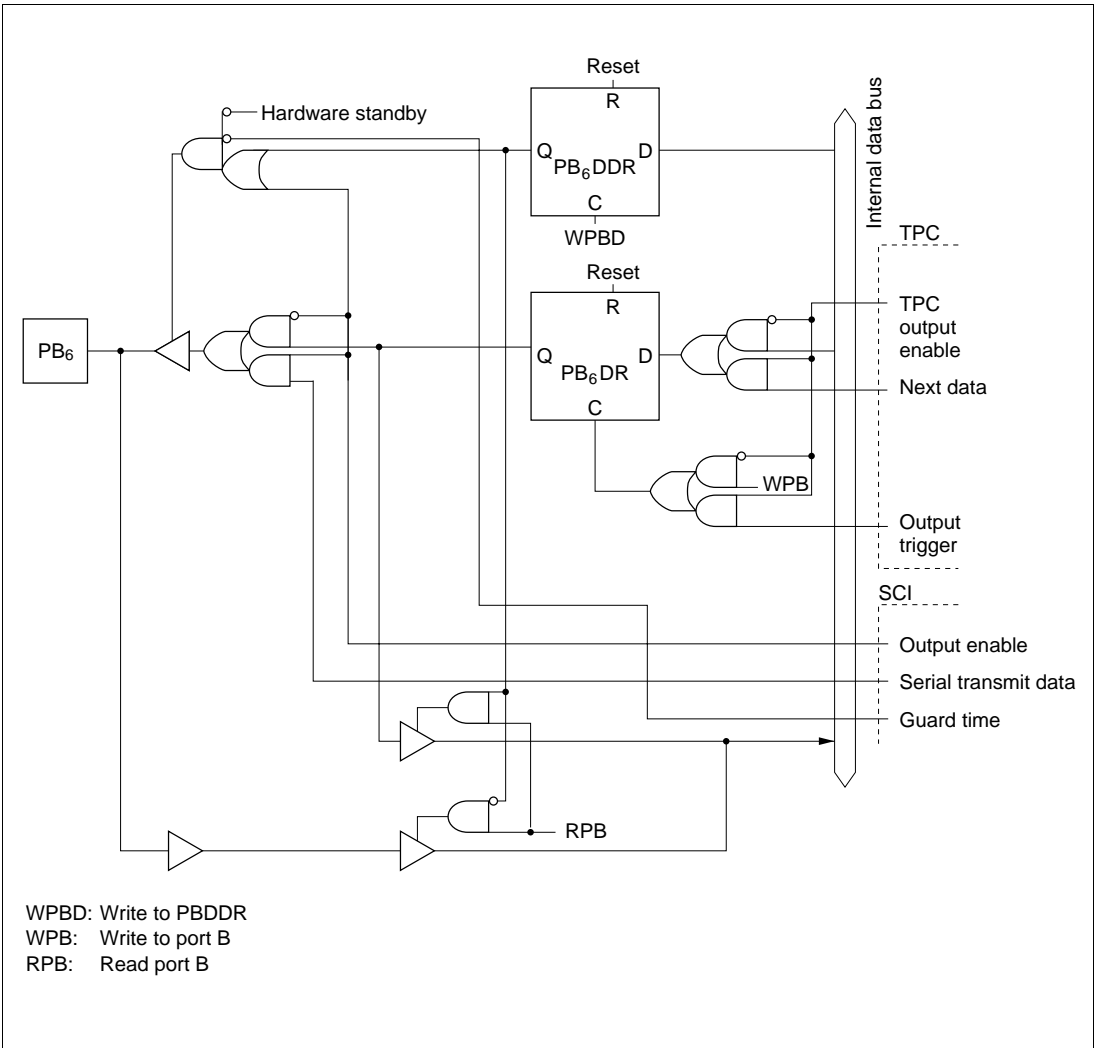 Reset
Hardware standby
R
Q
D
PB6DDR
C
WPBD
Internal data bus
TPC
Reset
R
TPC
output
enable
PB6
Q
D
PB6DR
Next data
C
WPB
Output
trigger
SCI
Output enable
Serial transmit data
Guard time
RPB
WPBD: Write to PBDDR
WPB: Write to port B
RPB: Read port B